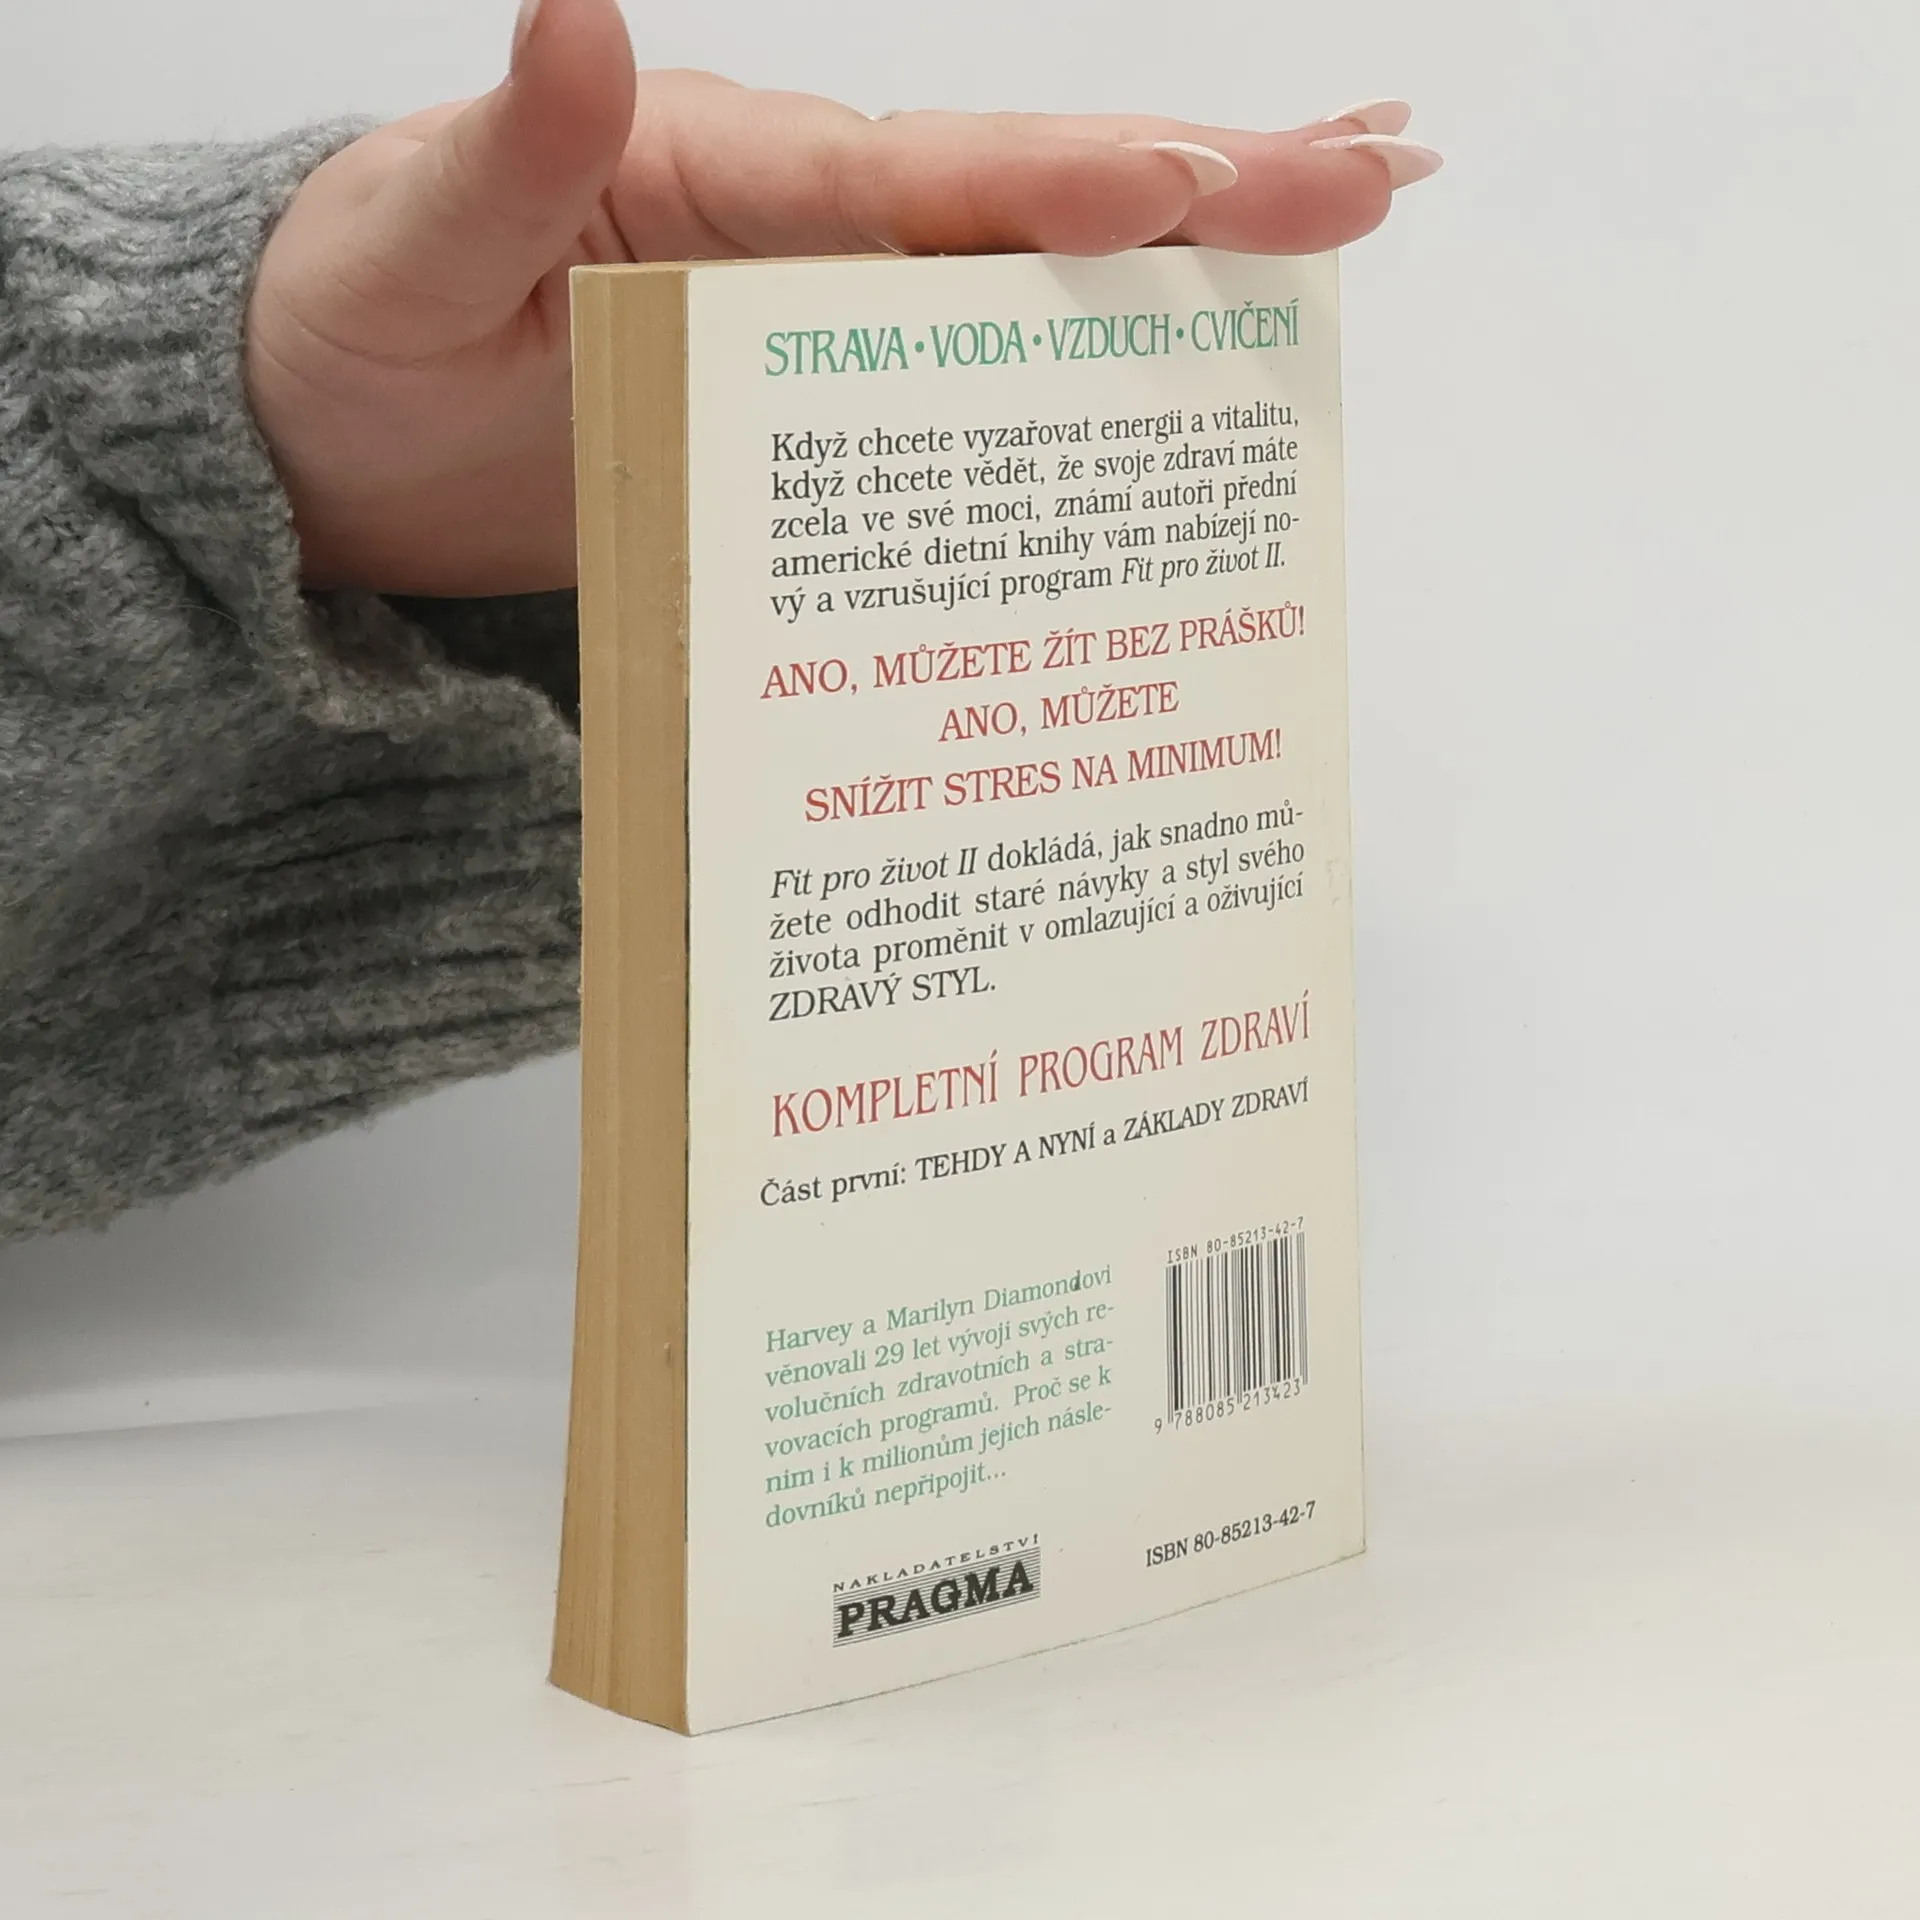 STRAVA • VODA • VZDUCH • CVIČENÍ
Když chcete vyzařovat energii a vitalitu,
když chcete vědět, že svoje zdraví máte
zcela ve své moci, známí autoři přední
americké dietní knihy vám nabízejí no-
vý a vzrušující program Fit pro život II.
ANO, MŮŽETE ŽÍT BEZ PRÁŠKŮ!
ANO, MŮŽETE
SNÍŽIT STRES NA MINIMUM!
Fit pro život II dokládá, jak snadno mů-
žete odhodit staré návyky a styl svého
života proměnit v omlazující a oživující
ZDRAVÝ STYL.
KOMPLETNÍ PROGRAM ZDRAVÍ
Část první: TEHDY A NYNÍ a ZÁKLADY ZDRAVÍ
Harvey a Marilyn Diamondovi
věnovali 29 let vývoji svých re-
volučních zdravotních a stra-
vovacích programů. Proč se k
nim i k milionům jejich násle-
dovníků nepřipojit...
ISBN 80-85213-42-7
9 788085 213423
NAKLADATELSTVÍ
PRAGMA
ISBN 80-85213-42-7